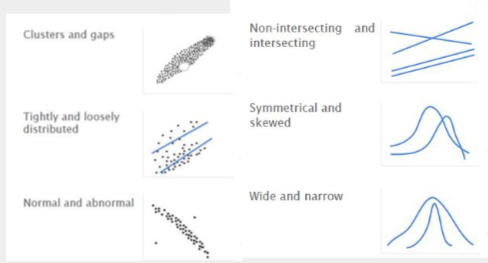 Clusters and gaps
Tightly and loosely
distributed
Normal and abnormal
Non-intersecting and
intersecting
Symmetrical and
skewed
Wide and narrow